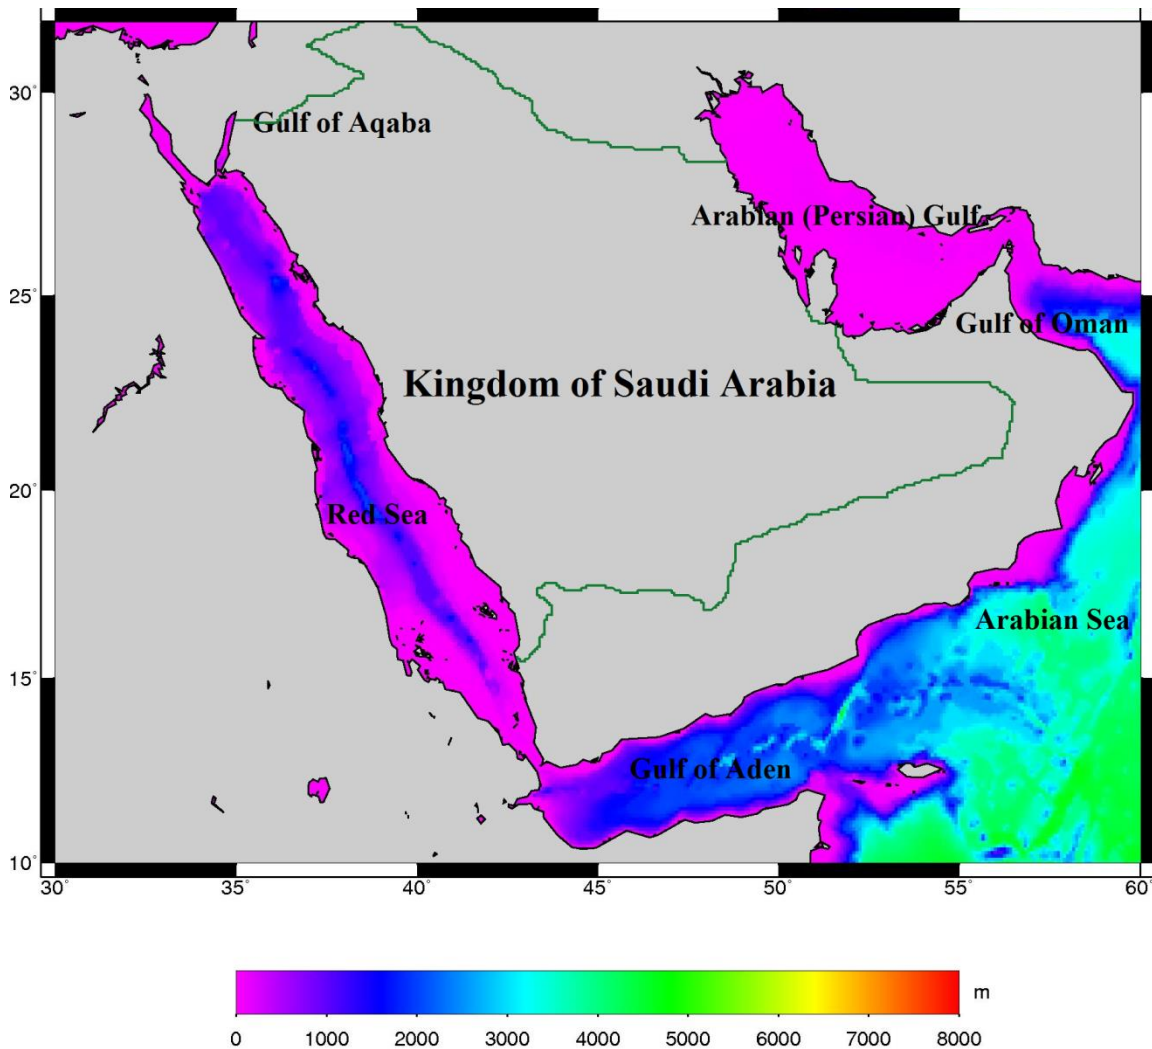 30°
Gulf of Aqaba
Arabian (Persian) Gulf
25°
Gulf of Oman
Kingdom of Saudi Arabia
20°
Red Sea
Arabian Sea
15°
Gulf of Aden
10°
30° 35° 40° 45° 50° 55° 60°
m
0 1000 2000 3000 4000 5000 6000 7000 8000